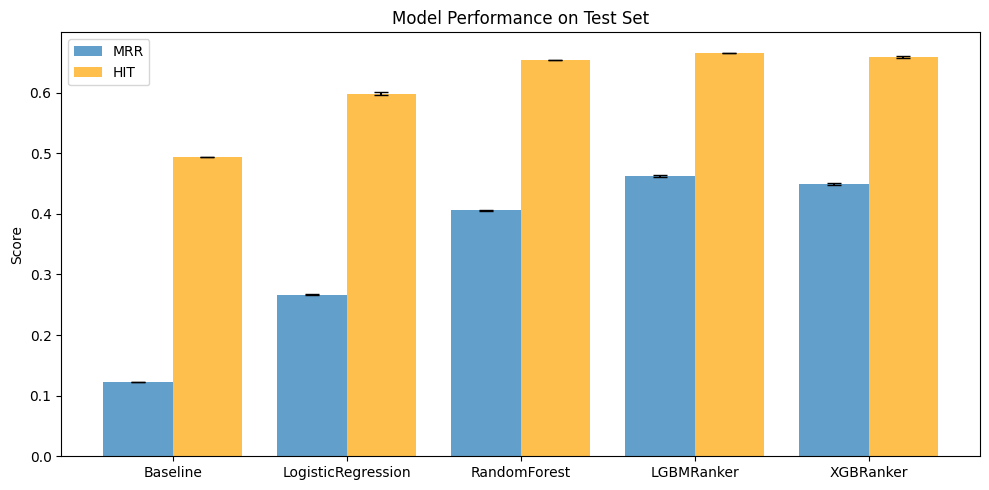 Model Performance on Test Set
MRR
HIT
Score
0.6
0.5
0.4
0.3
0.2
0.1
0.0
Baseline
LogisticRegression
RandomForest
LGBMRanker
XGBRanker